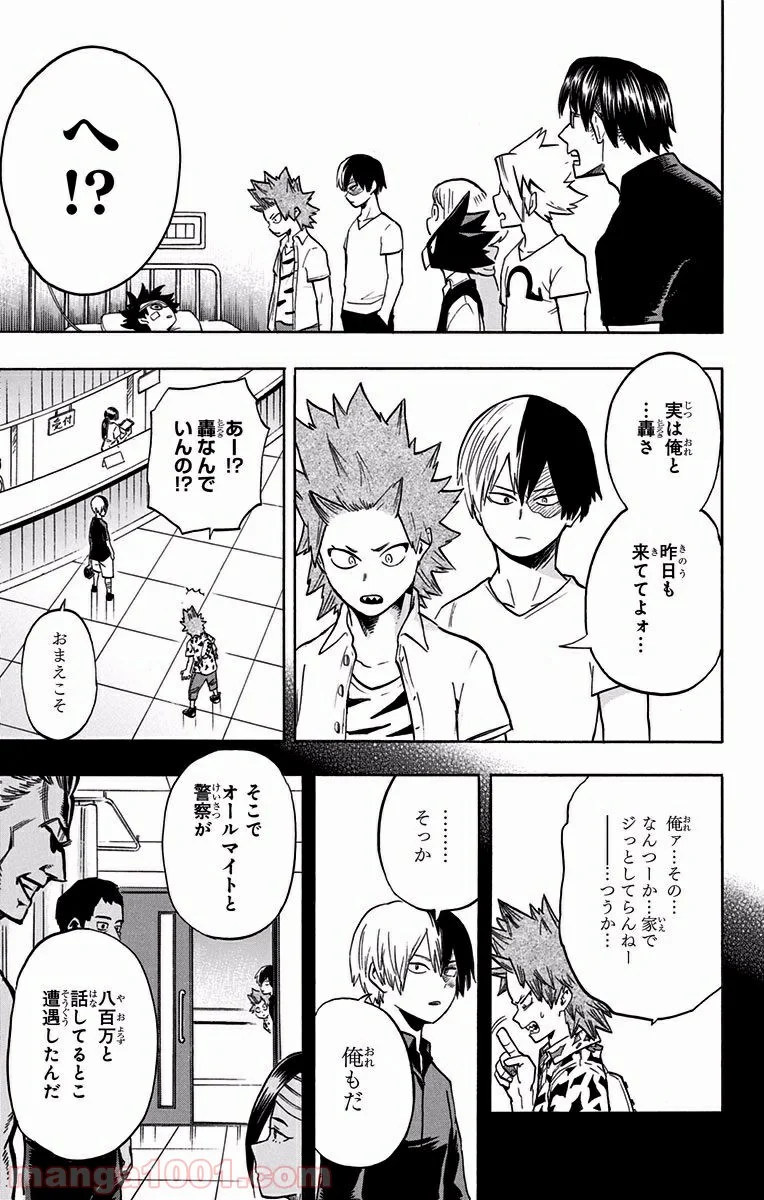 へ
!?
実は俺と
…轟さ
昨日も
来ててよォ…
あー!?
轟なんで
いんの!?
受付
おまえこそ
俺ァ…その…
なんつーか…家で
ジッとしてらんねー
━━…つうか…
………
そっか
俺もだ
そこで
オールマイトと
警察が
八百万と
話してるとこ
遭遇したんだ
manga1001.com